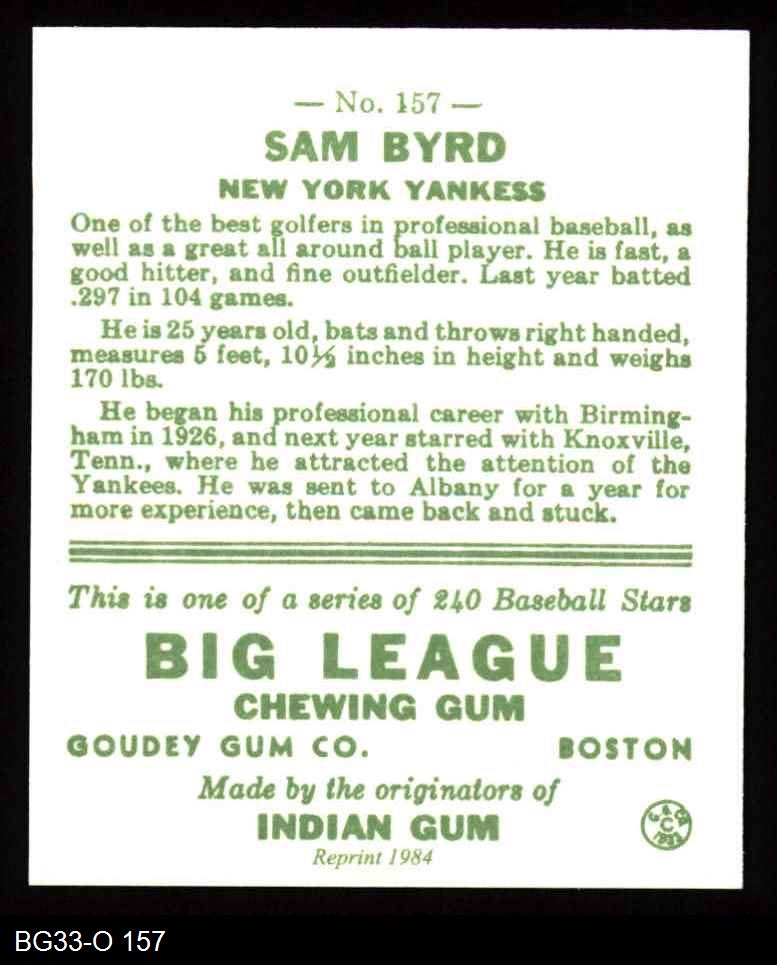 — No. 157 —
SAM BYRD
NEW YORK YANKESS
One of the best golfers in professional baseball, as
well as a great all around ball player. He is fast, a
good hitter, and fine outfielder. Last year batted
.297 in 104 games.
He is 25 years old, bats and throws right handed,
measures 5 feet, 10½ inches in height and weighs
170 lbs.
He began his professional career with Birming-
ham in 1926, and next year starred with Knoxville,
Tenn., where he attracted the attention of the
Yankees. He was sent to Albany for a year for
more experience, then came back and stuck.
This is one of a series of 240 Baseball Stars
BIG LEAGUE
CHEWING GUM
GOUDEY GUM CO. BOSTON
Made by the originators of
INDIAN GUM
Reprint 1984
C
BG33-O 157